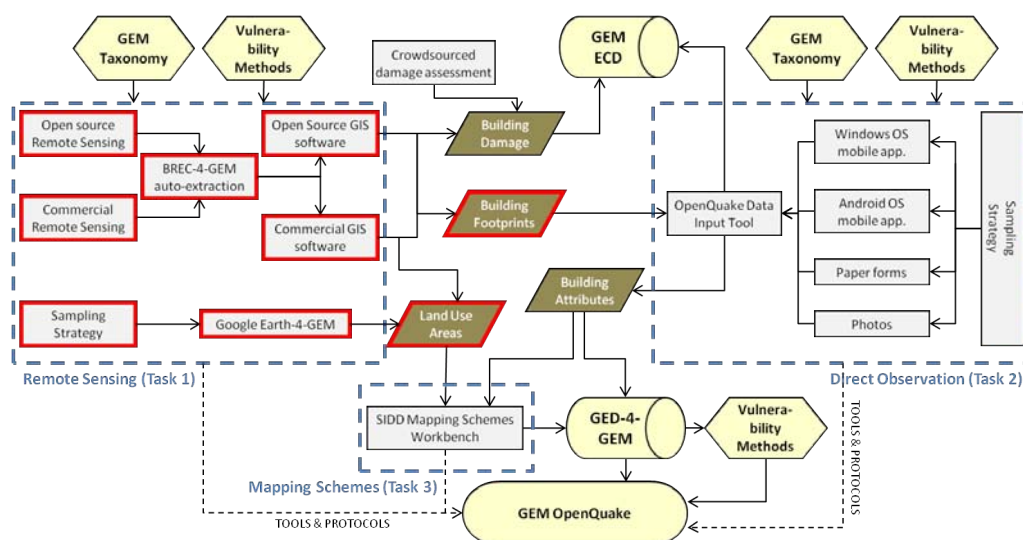 GEM
Taxonomy
Vulnera-
bility
Methods
Crowdsourced
damage assessment
GEM
ECD
GEM
Taxonomy
Vulnera-
bility
Methods
Open source
Remote Sensing
Open Source GIS
software
Building
Damage
Windows OS
mobile app.
BREC-4-GEM
auto-extraction
Commercial
Remote Sensing
Commercial GIS
software
Building
Footprints
OpenQuake Data
Input Tool
Android OS
mobile app.
Sampling
Strategy
Paper forms
Building
Attributes
Sampling
Strategy
Google Earth-4-GEM
Land Use
Areas
Photos
Remote Sensing (Task 1)
Direct Observation (Task 2)
SIDD Mapping Schemes
Workbench
GED-4-
GEM
Vulnera-
bility
Methods
TOOLS & PROTOCOLS
Mapping Schemes (Task 3)
TOOLS & PROTOCOLS
GEM OpenQuake